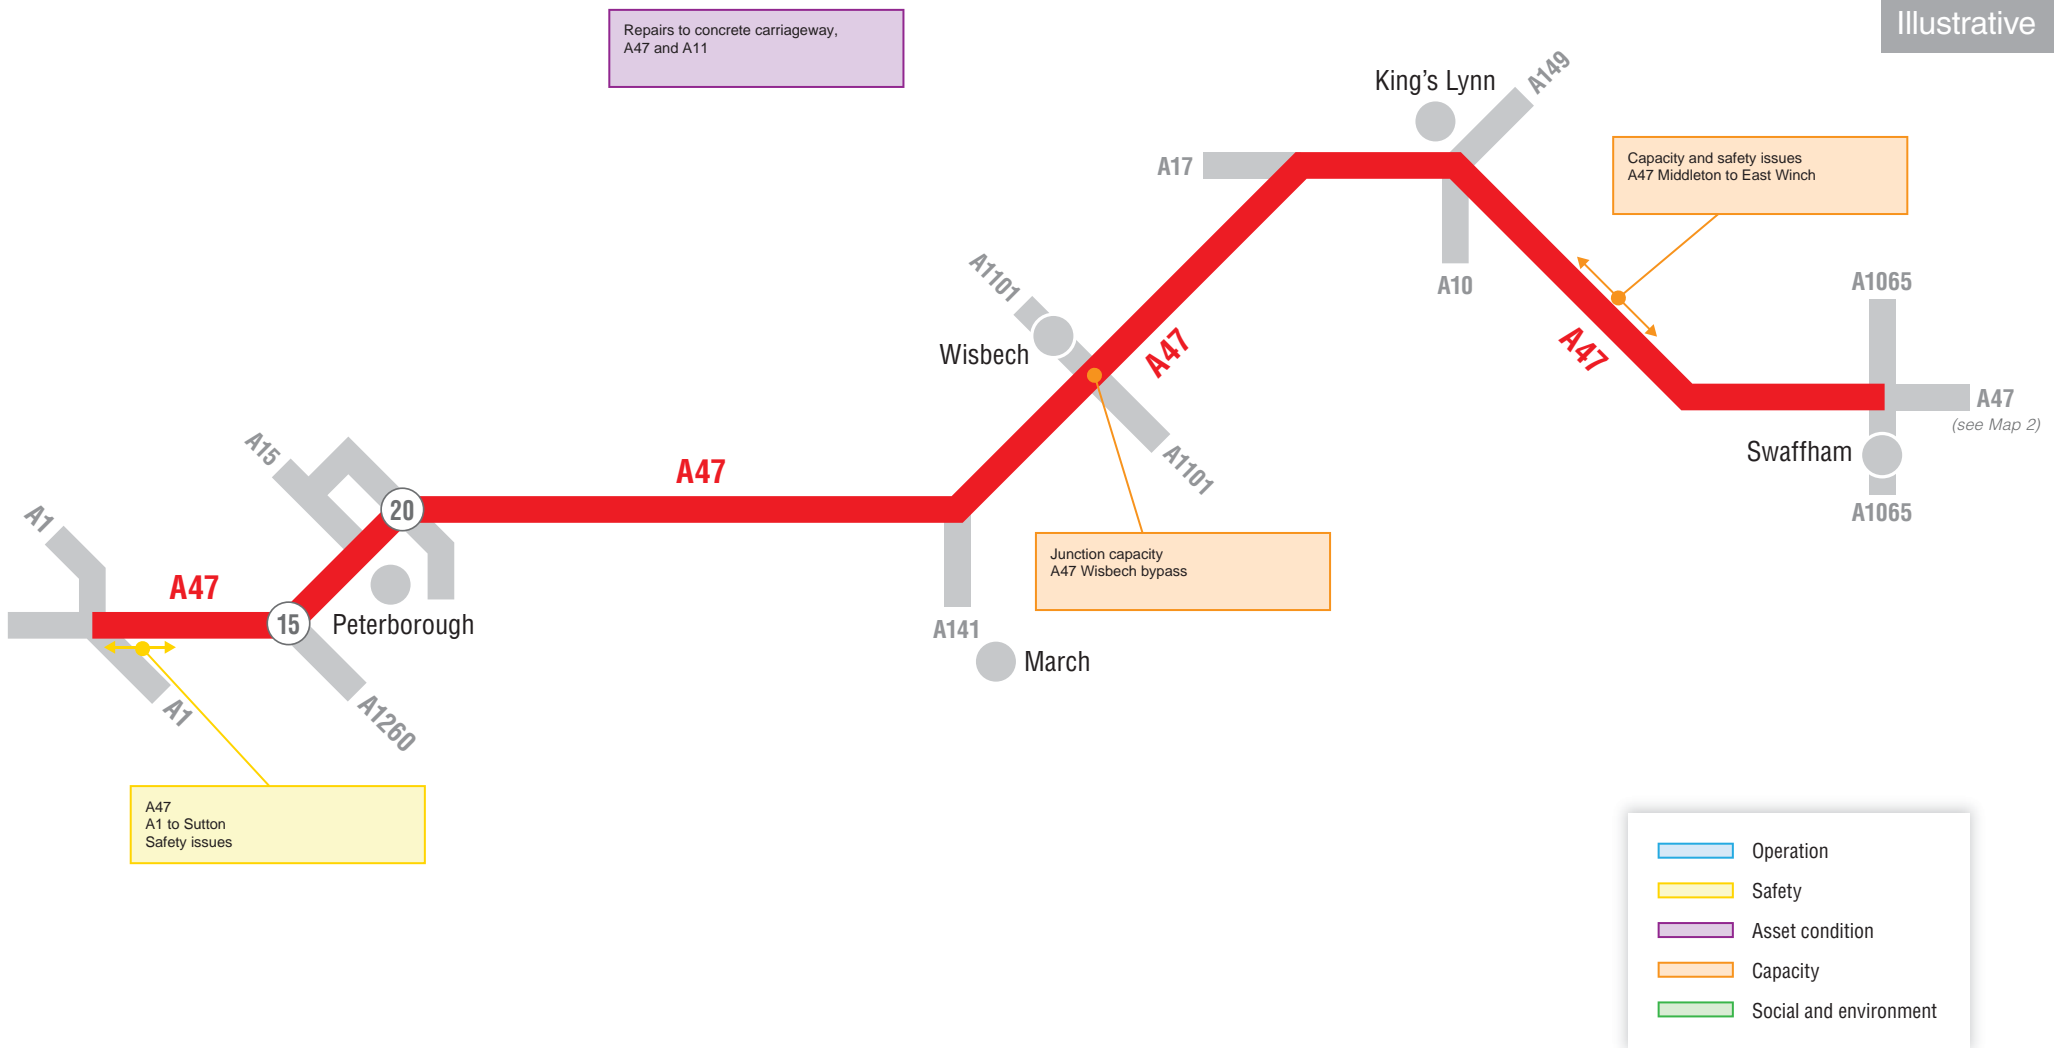 Illustrative
Repairs to concrete carriageway,
A47 and A11
King's Lynn
A149
A17
Capacity and safety issues
A47 Middleton to East Winch
A10
A1101
Wisbech
A47
A47
A1065
A47
(see Map 2)
Swaffham
A1065
A1101
A15
A47
20
A1
A47
15
Peterborough
Junction capacity
A47 Wisbech bypass
A141
March
A1
A1260
A47
A1 to Sutton
Safety issues
Operation
Safety
Asset condition
Capacity
Social and environment